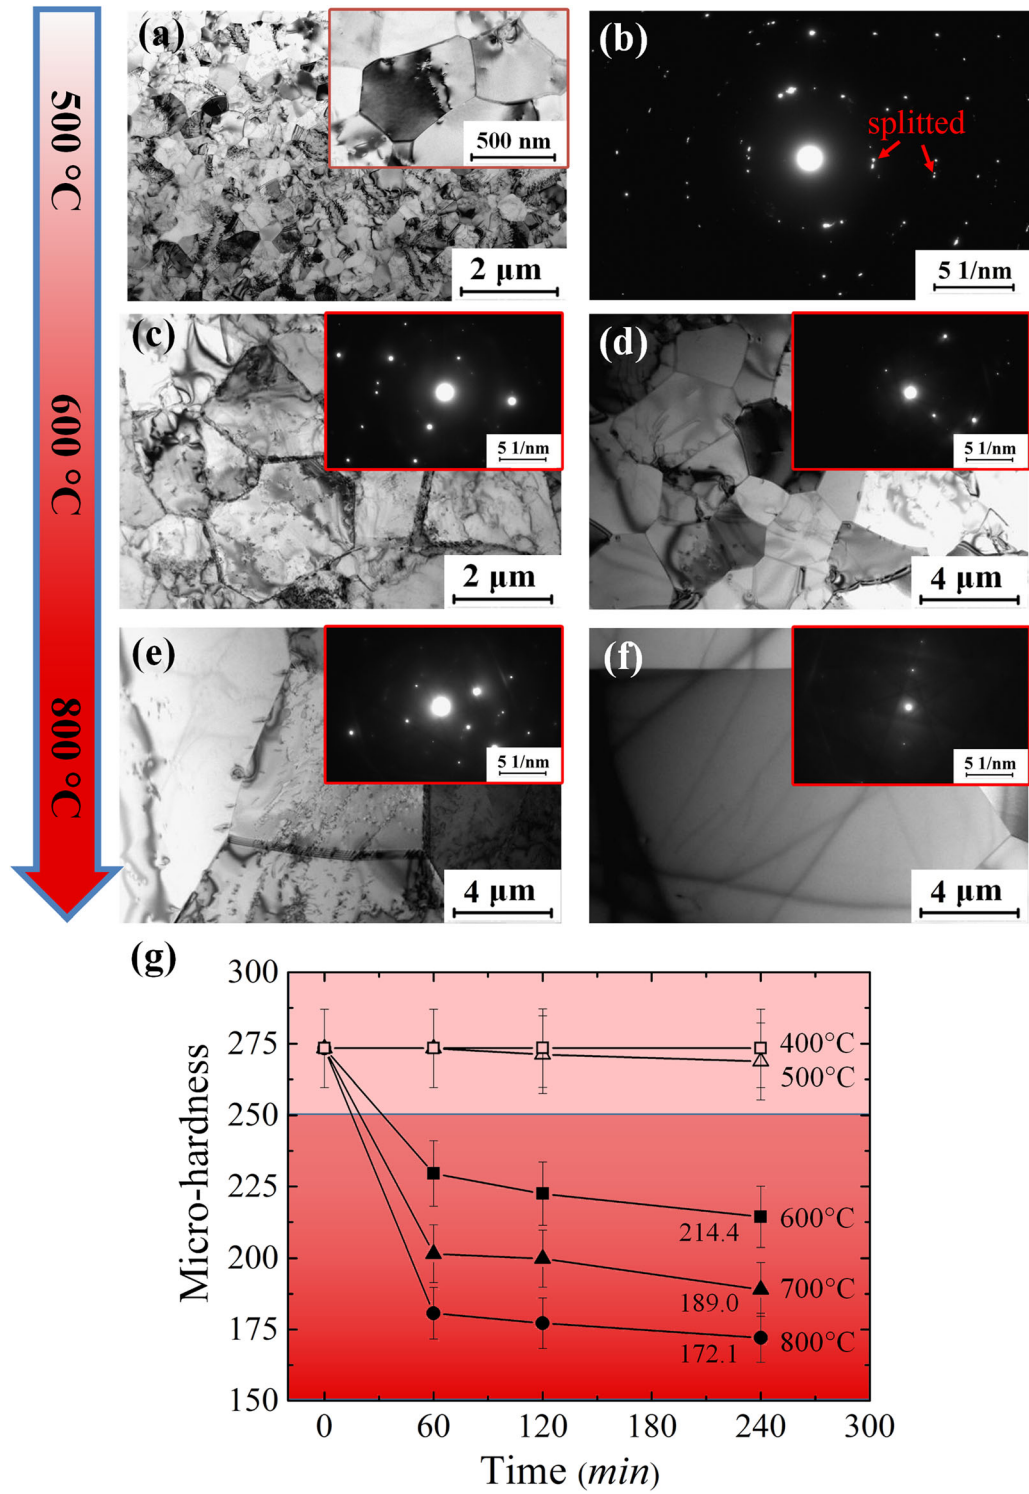 500 °C
600 °C
800 °C
(a)
500 nm
2 μm
(b)
splitted
5 1/nm
(c)
5 1/nm
2 μm
(d)
5 1/nm
4 μm
(e)
5 1/nm
4 μm
(f)
5 1/nm
4 μm
(g)
300
275
250
225
200
175
150
Micro-hardness
400°C
500°C
600°C
214.4
700°C
189.0
800°C
172.1
0 60 120 180 240 300
Time (min)